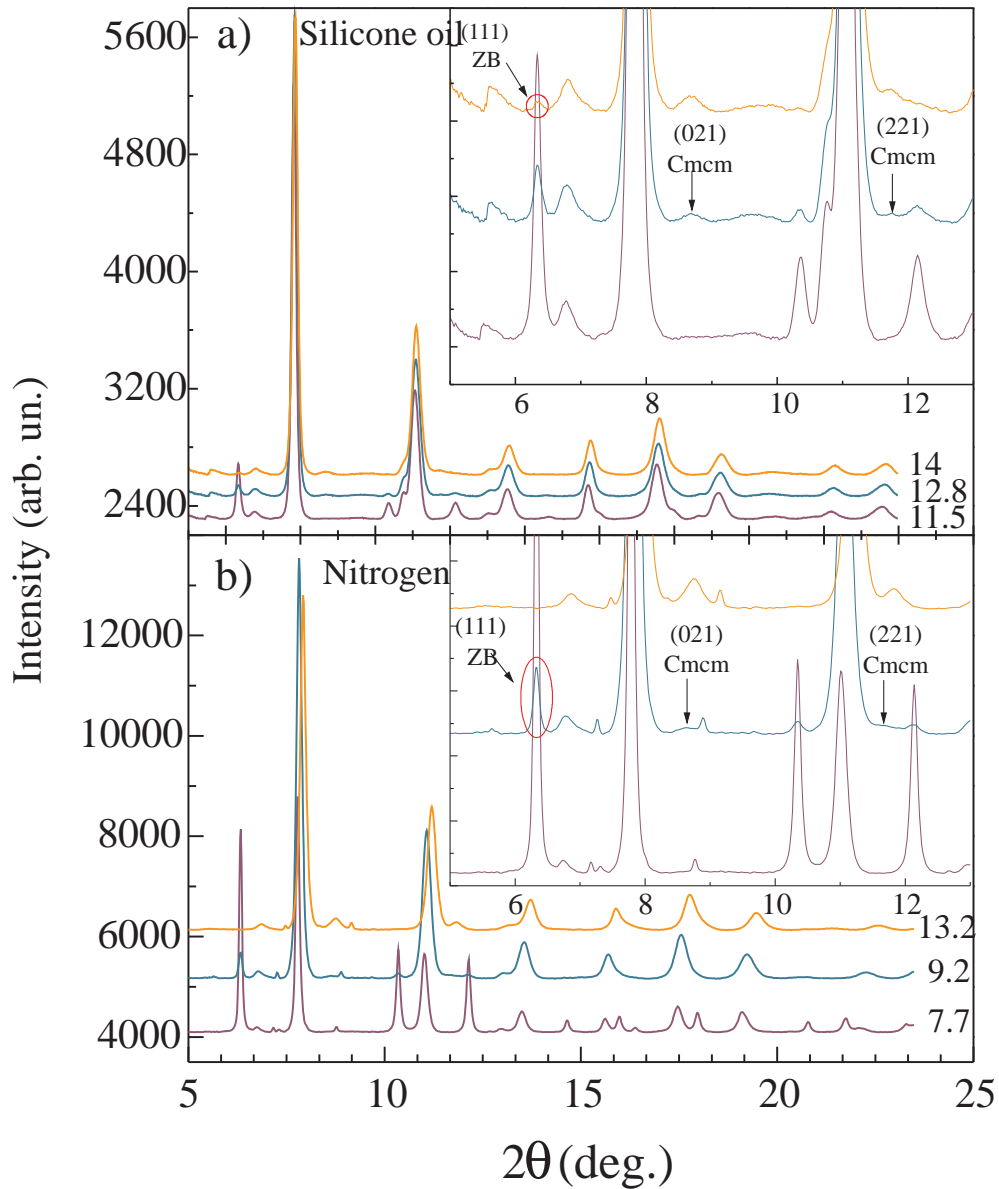 a)
Silicone oil
(111)
ZB
(021)
Cmcm
(221)
Cmcm
6
8
10
12
5600
4800
4000
3200
2400
14
12.8
11.5
Intensity (arb. un.)
b)
Nitrogen
(111)
ZB
(021)
Cmcm
(221)
Cmcm
6
8
10
12
12000
10000
8000
6000
4000
13.2
9.2
7.7
5
10
15
20
25
2θ (deg.)